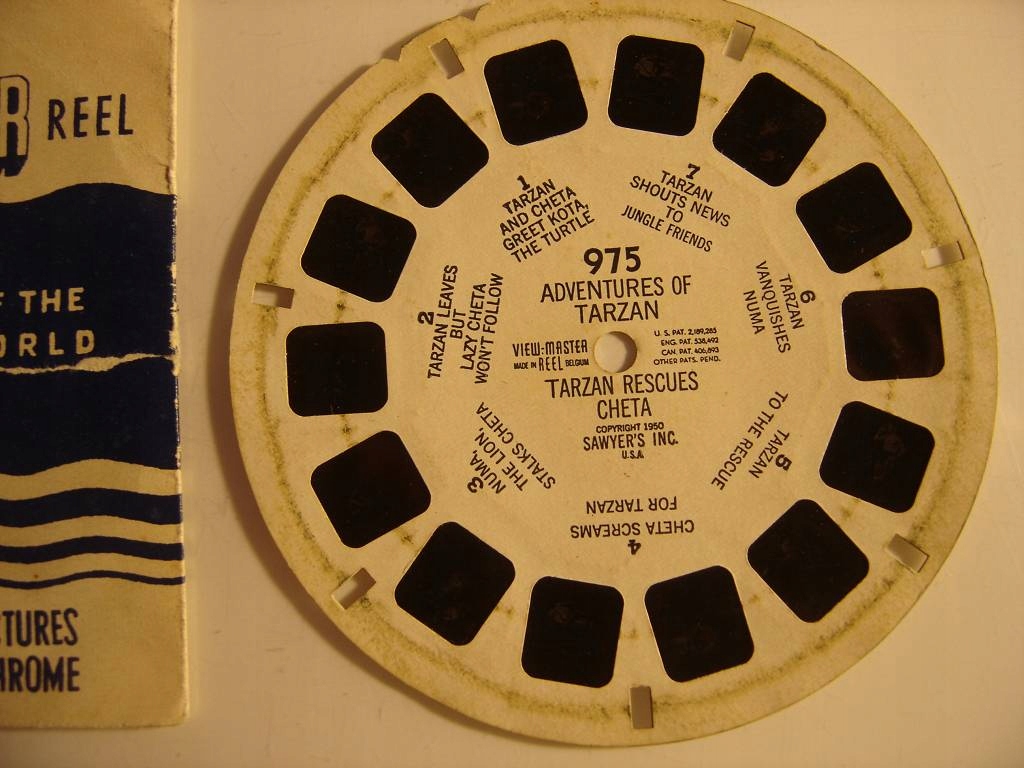 R REEL
F THE
ORLD
CTURES
HROME
1
TARZAN
AND CHETA
GREET KOTA,
THE TURTLE
7
TARZAN
SHOUTS NEWS
TO
JUNGLE FRIENDS
975
ADVENTURES OF
TARZAN
VIEW-MASTER
MADE IN REEL BELGIUM
U.S. PAT. 2,189,285
ENG. PAT. 538,492
CAN. PAT. 406,893
OTHER PATS. PEND.
TARZAN RESCUES
CHETA
COPYRIGHT 1950
SAWYER'S INC.
U.S.A.
2
TARZAN LEAVES
BUT
LAZY CHETA
WON'T FOLLOW
3
NUMA,
THE LION,
STALKS CHETA
4
CHETA SCREAMS
FOR TARZAN
5
TARZAN
TO THE RESCUE
6
TARZAN
VANQUISHES
NUMA